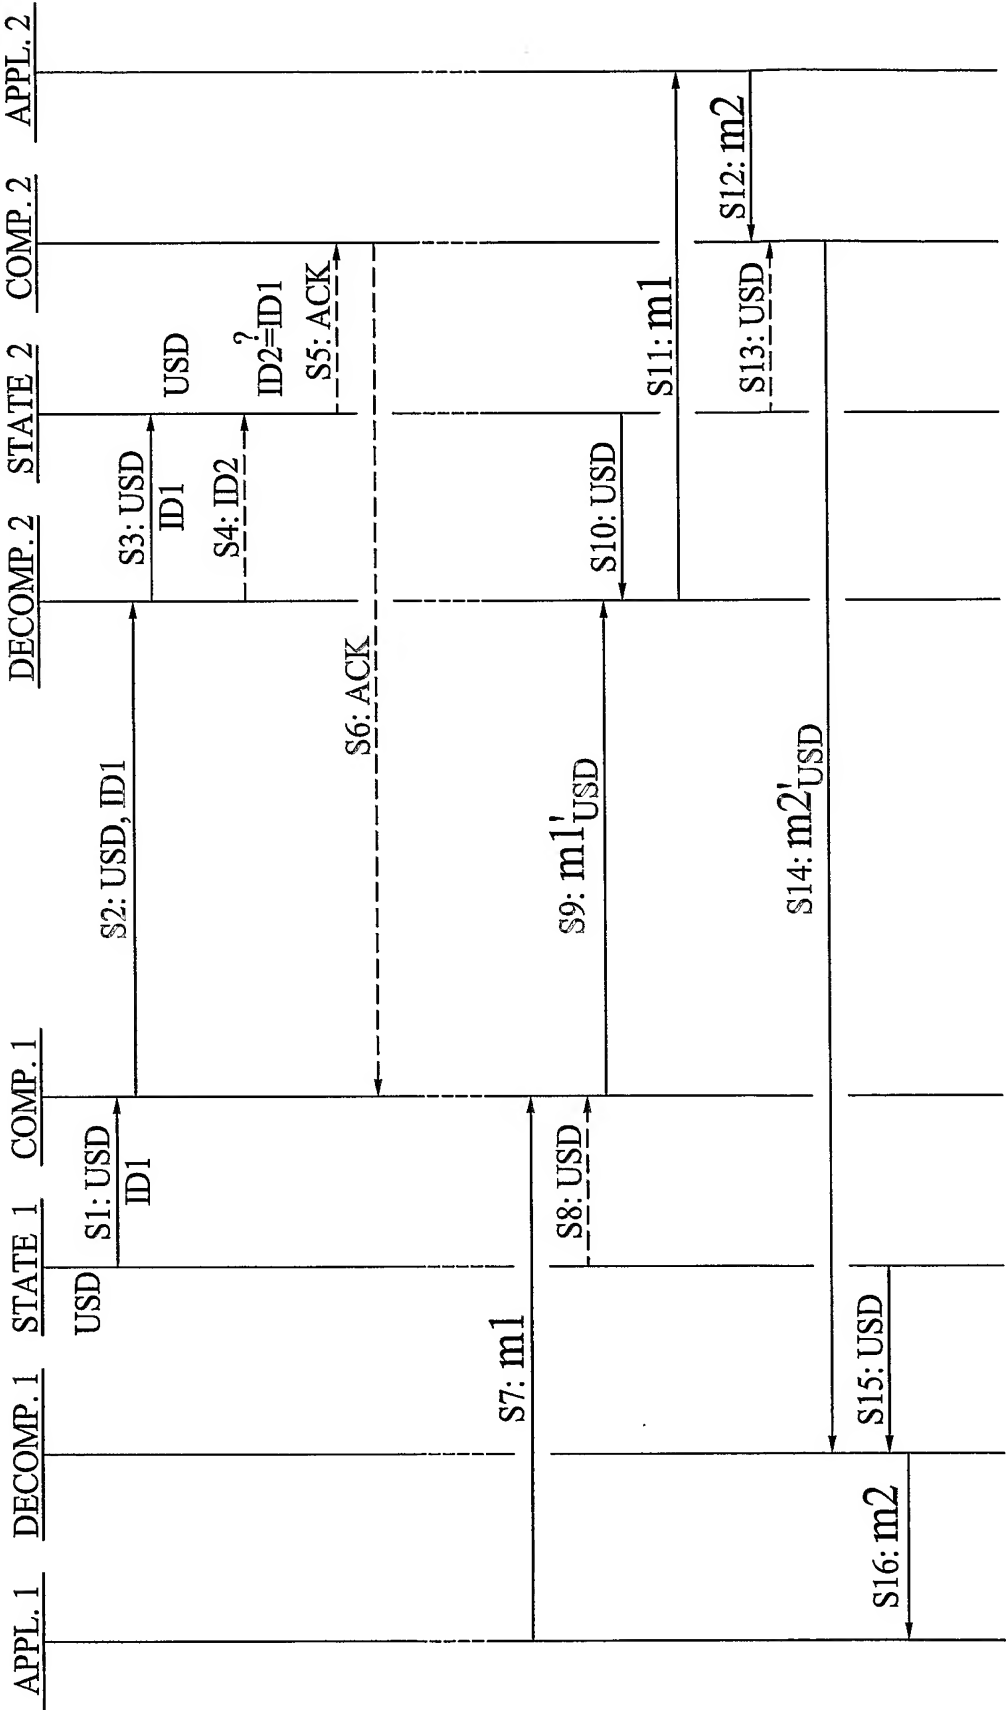 APPL. 1
DECOMP. 1
STATE 1
COMP. 1
DECOMP. 2
STATE 2
COMP. 2
APPL. 2
USD
S1: USD
ID1
S2: USD, ID1
S3: USD
ID1
USD
S4: ID2
ID2=ID1
?
S5: ACK
S6: ACK
S7: m1
S8: USD
S9: m1'USD
S10: USD
S11: m1
S12: m2
S13: USD
S14: m2'USD
S15: USD
S16: m2